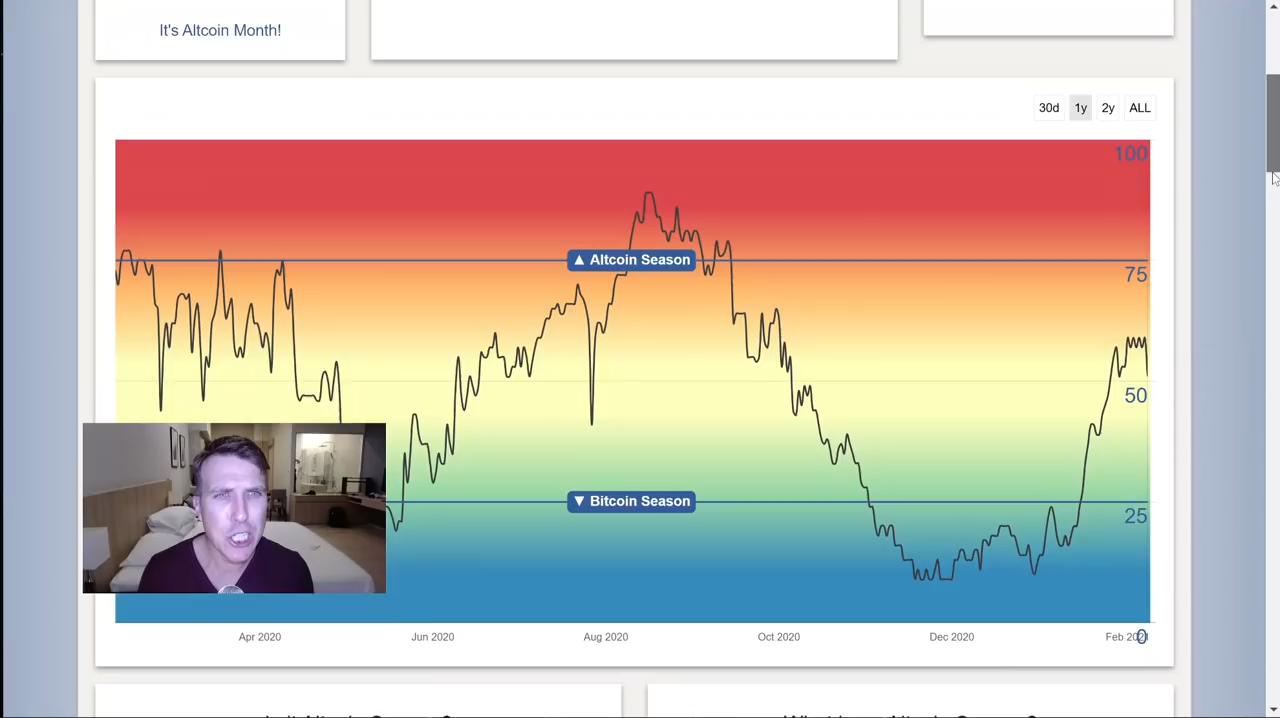 It's Altcoin Month!
30d 1y 2y ALL
100
▲ Altcoin Season
75
50
▼ Bitcoin Season
25
0
Apr 2020 Jun 2020 Aug 2020 Oct 2020 Dec 2020 Feb 2021